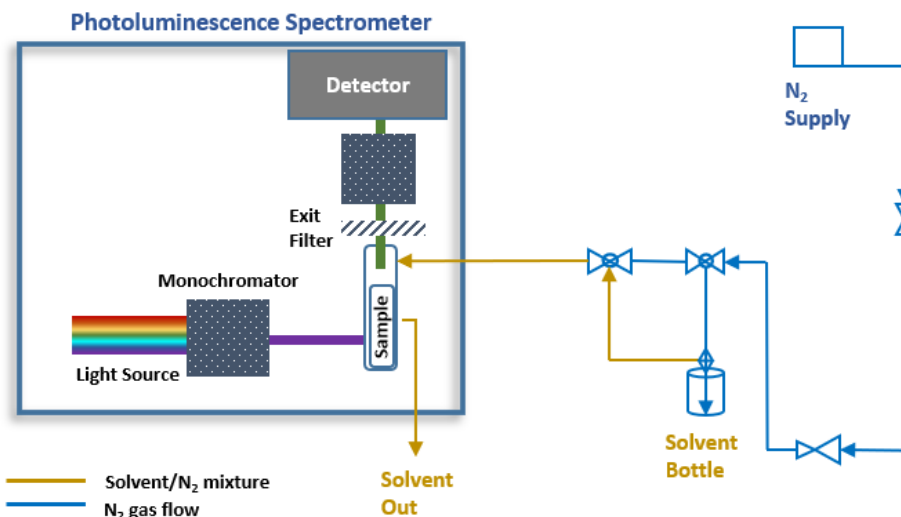 Photoluminescence Spectrometer
Detector
N₂
Supply
Exit
Filter
Monochromator
Sample
Light Source
Solvent
Bottle
Solvent
Out
Solvent/N₂ mixture
N₂ gas flow